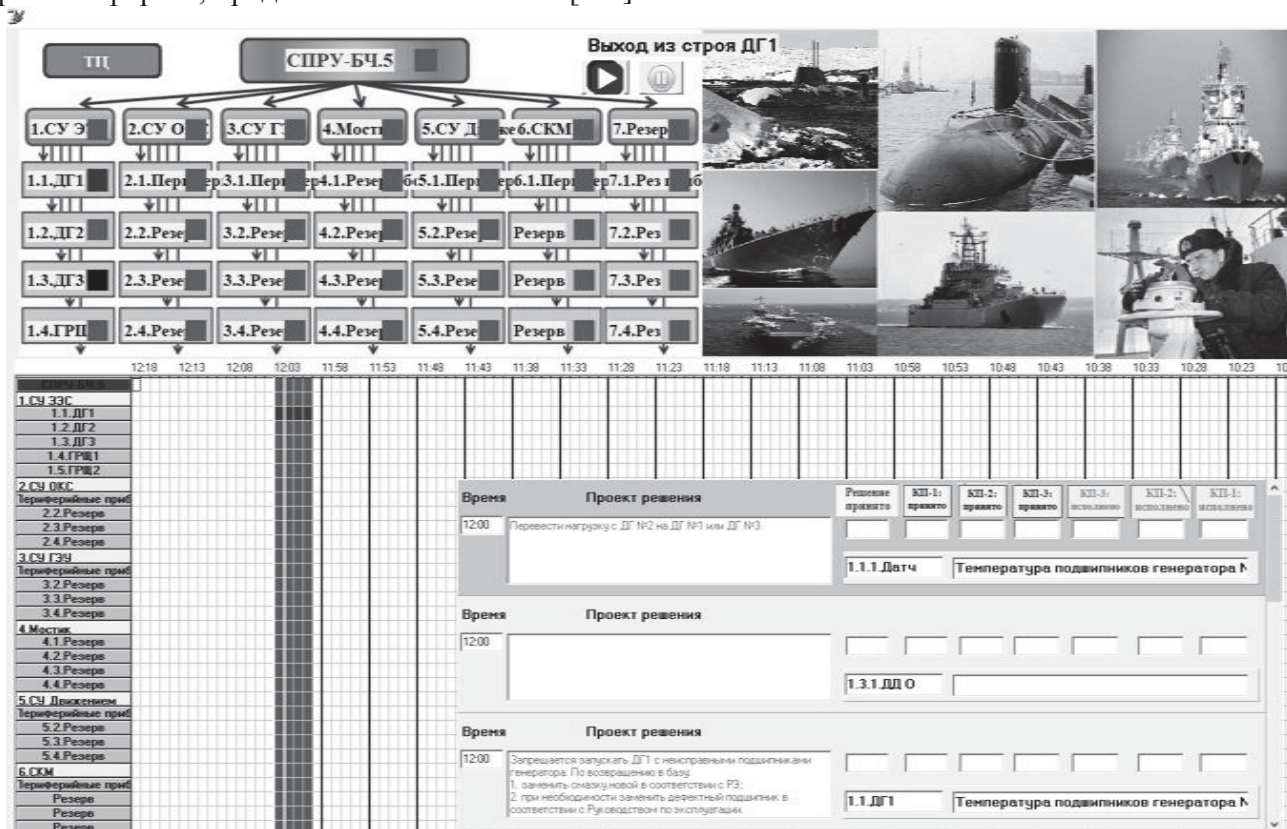 ТЦ
СПРУ-БЧ.5
Выход из строя ДГ1
1.СУ Э
2.СУ О
3.СУ Г
4.Мости
5.СУ Д
6.СКМ
7.Резер
1.1.ДГ1
2.1.Пери
3.1.Пери
4.1.Резер
5.1.Пери
6.1.Пери
7.1.Рез
1.2.ДГ2
2.2.Резе
3.2.Резе
4.2.Резе
5.2.Резе
Резерв
7.2.Рез
1.3.ДГ3
2.3.Резе
3.3.Резе
4.3.Резе
5.3.Резе
Резерв
7.3.Рез
1.4.ГРЩ
2.4.Резе
3.4.Резе
4.4.Резе
5.4.Резе
Резерв
7.4.Рез
12:18 12:13 12:08 12:03 11:58 11:53 11:48 11:43 11:38 11:33 11:28 11:23 11:18 11:13 11:08 11:03 10:58 10:53 10:48 10:43 10:38 10:33 10:28 10:23 10
СПРУ-БЧ.5
1.СУ ЭЭС
1.1.ДГ1
1.2.ДГ2
1.3.ДГ3
1.4.ГРЩ1
1.5.ГРЩ2
2.СУ ОКС
Периферийные приб
2.2.Резерв
2.3.Резерв
2.4.Резерв
3.СУ ГЭУ
Периферийные приб
3.2.Резерв
3.3.Резерв
3.4.Резерв
4.Мостик
4.1.Резерв
4.2.Резерв
4.3.Резерв
4.4.Резерв
5.СУ Движением
Периферийные приб
5.2.Резерв
5.3.Резерв
5.4.Резерв
6.СКМ
Периферийные приб
Резерв
Резерв
Резерв
Время Проект решения
Решение принято
КП-1: принято
КП-2: принято
КП-3: принято
КП-3: исполнено
КП-2: исполнено
КП-1: исполнено
12:00 Перевести нагрузку с ДГ №2 на ДГ №1 или ДГ №3
1.1.1.Датч Температура подшипников генератора №
Время Проект решения
12:00
1.3.1.ДД О
Время Проект решения
12:00 Запрещается запускать ДГ1 с неисправными подшипниками
генератора. По возвращению в базу:
1. заменить смазку новой в соответствии с РЭ;
2. при необходимости заменить дефектный подшипник в
соответствии с Руководством по эксплуатации.
1.1.ДГ1 Температура подшипников генератора №